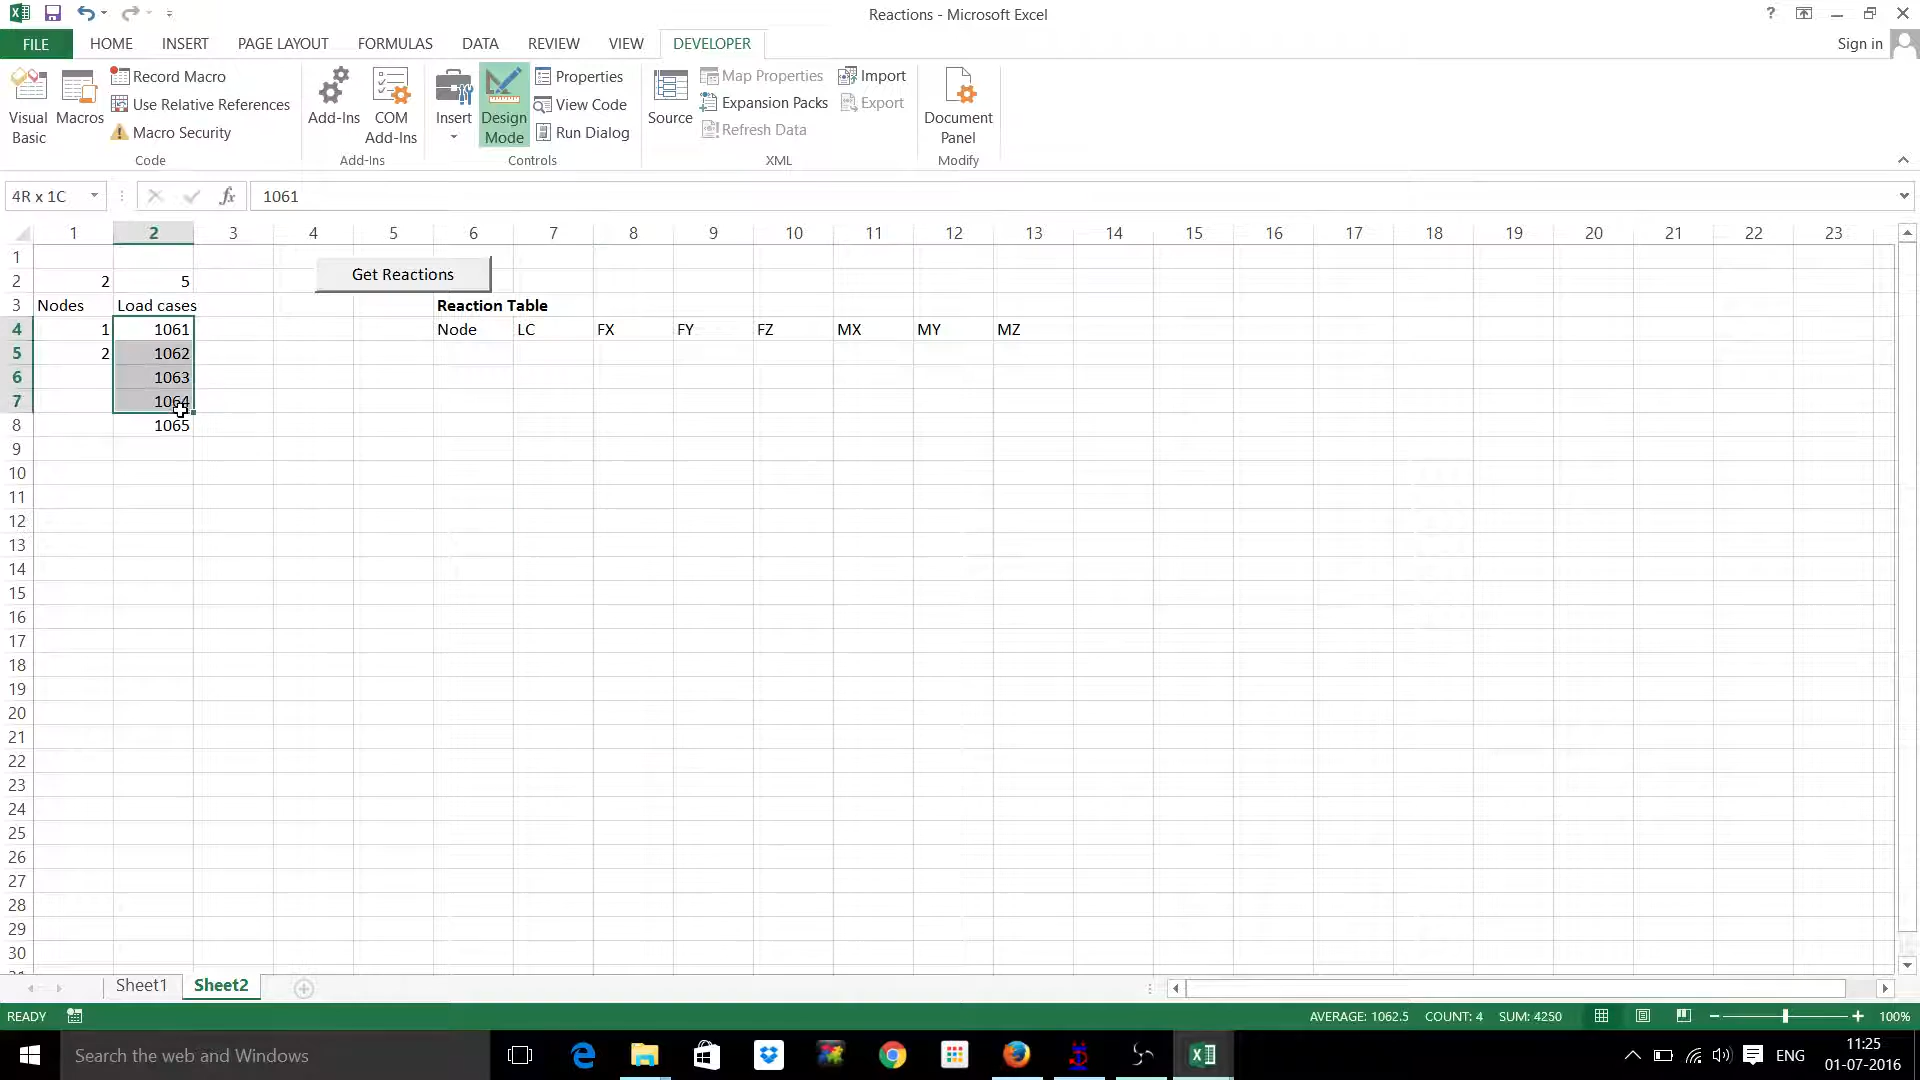 Reactions - Microsoft Excel
?
FILE HOME INSERT PAGE LAYOUT FORMULAS DATA REVIEW VIEW DEVELOPER Sign in
Visual Basic
Macros
Record Macro
Use Relative References
Macro Security
Code
Add-Ins
COM Add-Ins
Add-Ins
Insert
Design Mode
Properties
View Code
Run Dialog
Controls
Source
Map Properties
Expansion Packs
Refresh Data
Import
Export
XML
Document Panel
Modify
4R x 1C fx 1061
1 2 3 4 5 6 7 8 9 10 11 12 13 14 15 16 17 18 19 20 21 22 23
1 Get Reactions
2 2 5
3 Nodes Load cases Reaction Table
4 1 1061 Node LC FX FY FZ MX MY MZ
5 2 1062
6 1063
7 1064
8 1065
9
10
11
12
13
14
15
16
17
18
19
20
21
22
23
24
25
26
27
28
29
30
31
Sheet1 Sheet2
READY AVERAGE: 1062.5 COUNT: 4 SUM: 4250 100%
Search the web and Windows
ENG
11:25
01-07-2016